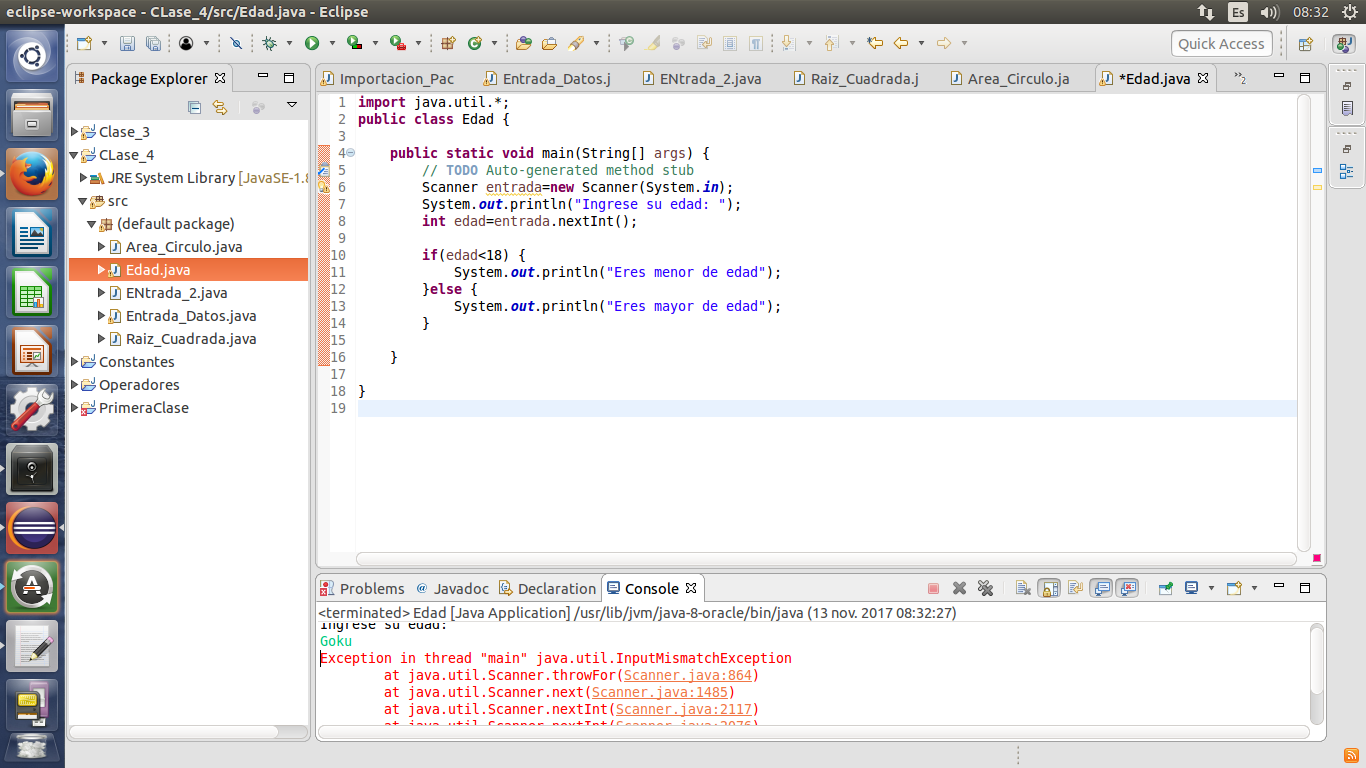 eclipse-workspace - CLase_4/src/Edad.java - Eclipse
Es
08:32
Quick Access
Package Explorer
Clase_3
CLase_4
JRE System Library [JavaSE-1.8
src
(default package)
Area_Circulo.java
Edad.java
ENtrada_2.java
Entrada_Datos.java
Raiz_Cuadrada.java
Constantes
Operadores
PrimeraClase
Importacion_Pac
Entrada_Datos.j
ENtrada_2.java
Raiz_Cuadrada.j
Area_Circulo.ja
*Edad.java
»2
1 import java.util.*;
2 public class Edad {
3
4 public static void main(String[] args) {
5 // TODO Auto-generated method stub
6 Scanner entrada=new Scanner(System.in);
7 System.out.println("Ingrese su edad: ");
8 int edad=entrada.nextInt();
9
10 if(edad<18) {
11 System.out.println("Eres menor de edad");
12 }else {
13 System.out.println("Eres mayor de edad");
14 }
15
16 }
17
18 }
19
Problems
@ Javadoc
Declaration
Console
<terminated> Edad [Java Application] /usr/lib/jvm/java-8-oracle/bin/java (13 nov. 2017 08:32:27)
Ingrese su edad:
Goku
Exception in thread "main" java.util.InputMismatchException
at java.util.Scanner.throwFor(Scanner.java:864)
at java.util.Scanner.next(Scanner.java:1485)
at java.util.Scanner.nextInt(Scanner.java:2117)
at java.util.Scanner.nextInt(Scanner.java:2076)